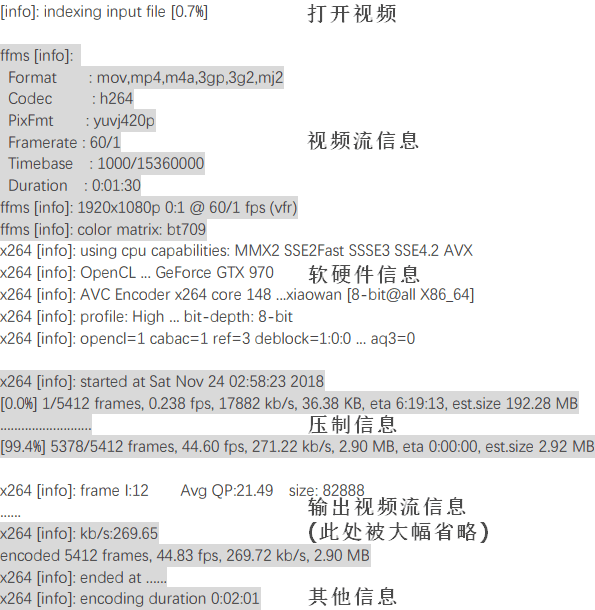 [info]: indexing input file [0.7%]
打开视频
ffms [info]:
Format : mov,mp4,m4a,3gp,3g2,mj2
Codec : h264
PixFmt : yuvj420p
Framerate : 60/1
视频流信息
Timebase : 1000/15360000
Duration : 0:01:30
ffms [info]: 1920x1080p 0:1 @ 60/1 fps (vfr)
ffms [info]: color matrix: bt709
x264 [info]: using cpu capabilities: MMX2 SSE2Fast SSSE3 SSE4.2 AVX
x264 [info]: OpenCL ... GeForce GTX 970
软硬件信息
x264 [info]: AVC Encoder x264 core 148 ...xiaowan [8-bit@all X86_64]
x264 [info]: profile: High ... bit-depth: 8-bit
x264 [info]: opencl=1 cabac=1 ref=3 deblock=1:0:0 ... aq3=0
x264 [info]: started at Sat Nov 24 02:58:23 2018
[0.0%] 1/5412 frames, 0.238 fps, 17882 kb/s, 36.38 KB, eta 6:19:13, est.size 192.28 MB
..........................
压制信息
[99.4%] 5378/5412 frames, 44.60 fps, 271.22 kb/s, 2.90 MB, eta 0:00:00, est.size 2.92 MB
x264 [info]: frame I:12 Avg QP:21.49 size: 82888
......
输出视频流信息
(此处被大幅省略)
x264 [info]: kb/s:269.65
encoded 5412 frames, 44.83 fps, 269.72 kb/s, 2.90 MB
x264 [info]: ended at ......
x264 [info]: encoding duration 0:02:01
其他信息